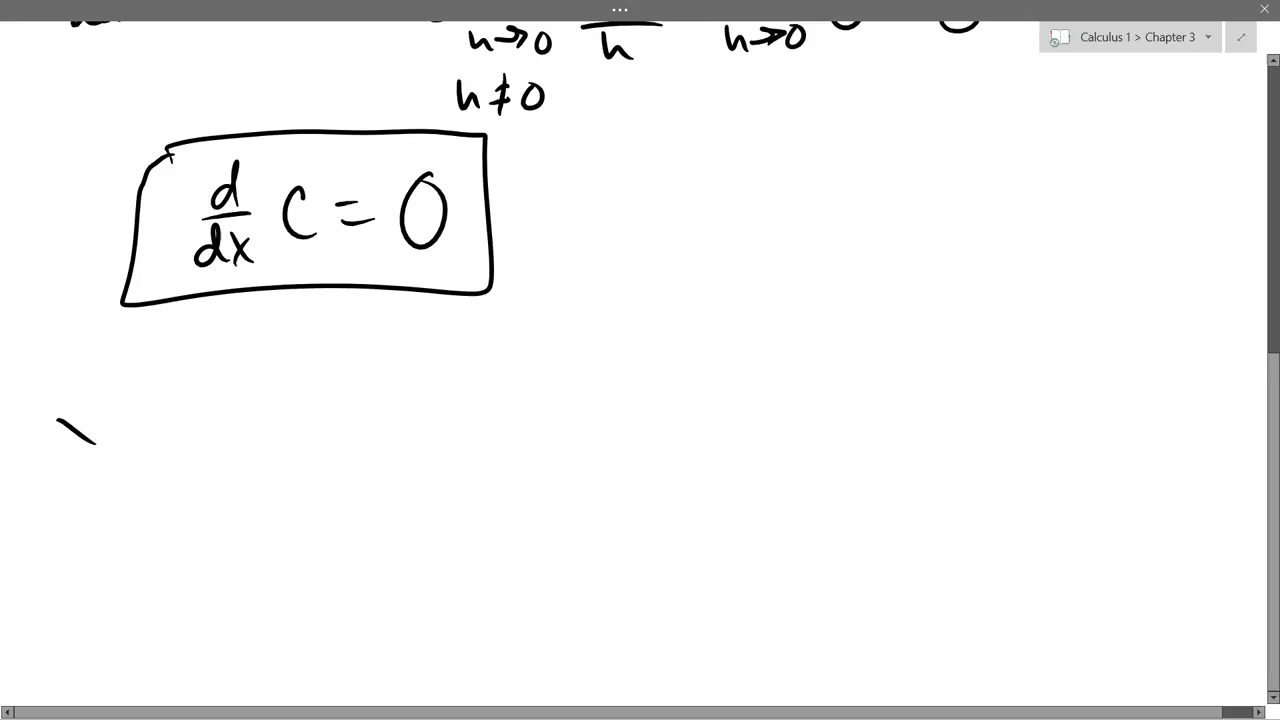 Calculus 1 > Chapter 3
h→0 h h→0
h≠0
d/dx C = 0